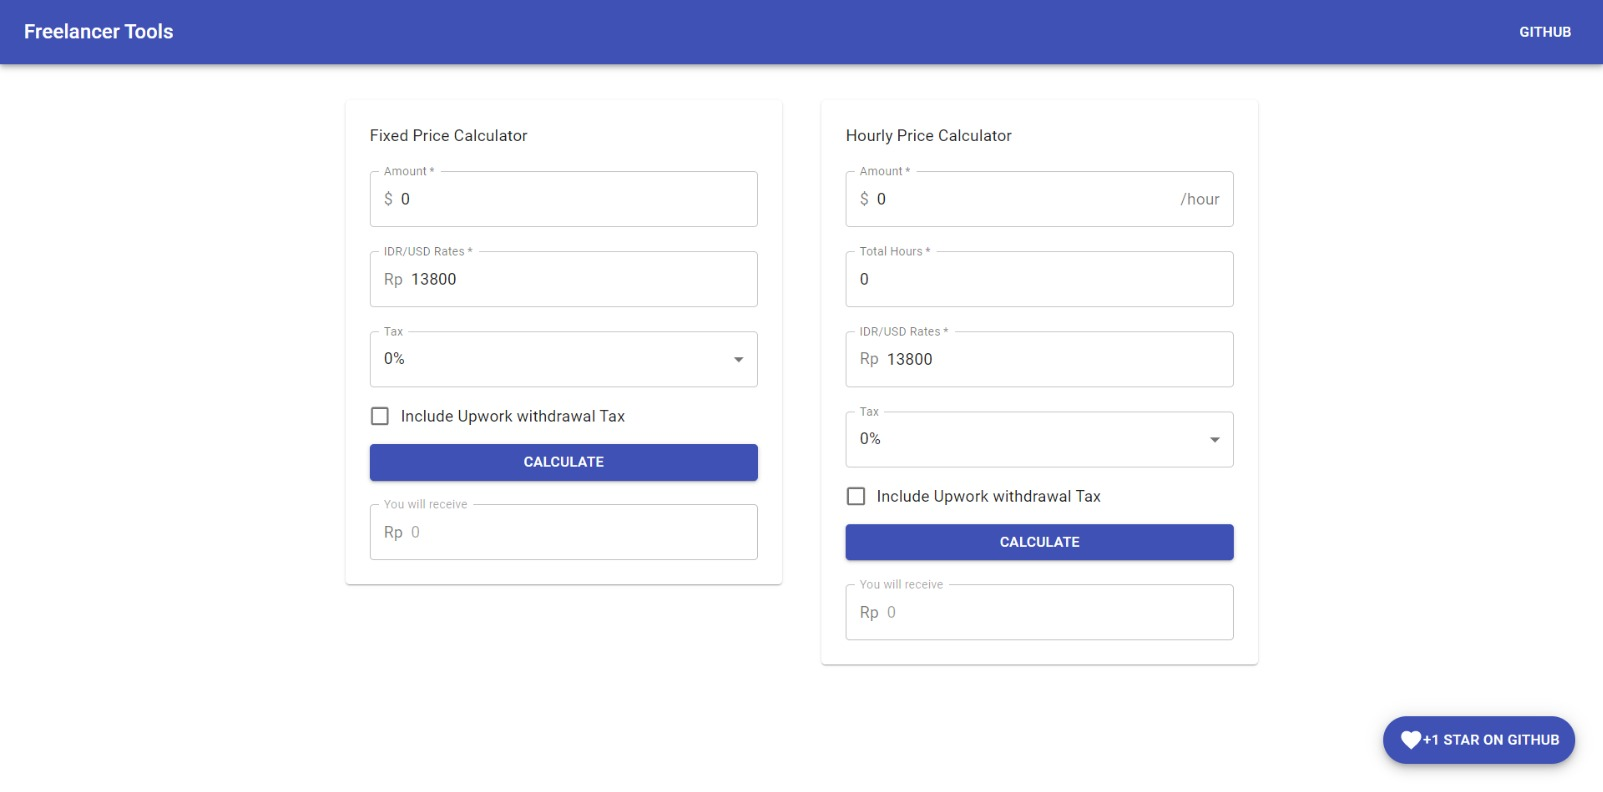 Freelancer Tools
GITHUB
Fixed Price Calculator
Amount *
$ 0
IDR/USD Rates *
Rp 13800
Tax
0%
Include Upwork withdrawal Tax
CALCULATE
You will receive
Rp 0
Hourly Price Calculator
Amount *
$ 0 /hour
Total Hours *
0
IDR/USD Rates *
Rp 13800
Tax
0%
Include Upwork withdrawal Tax
CALCULATE
You will receive
Rp 0
+1 STAR ON GITHUB